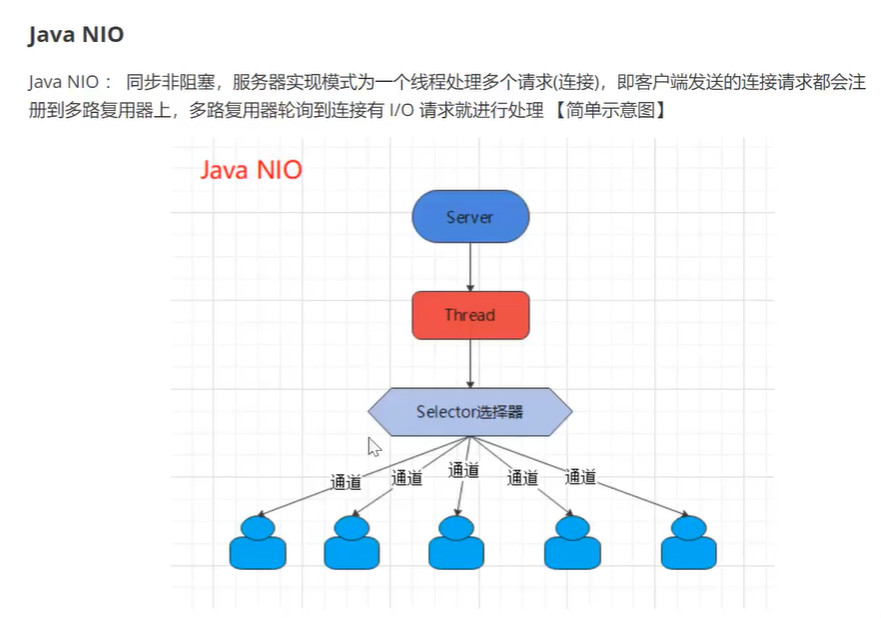 Java NIO
Java NIO ： 同步非阻塞，服务器实现模式为一个线程处理多个请求(连接)，即客户端发送的连接请求都会注
册到多路复用器上，多路复用器轮询到连接有 I/O 请求就进行处理 【简单示意图】
Java NIO
Server
Thread
Selector选择器
通道 通道 通道 通道 通道